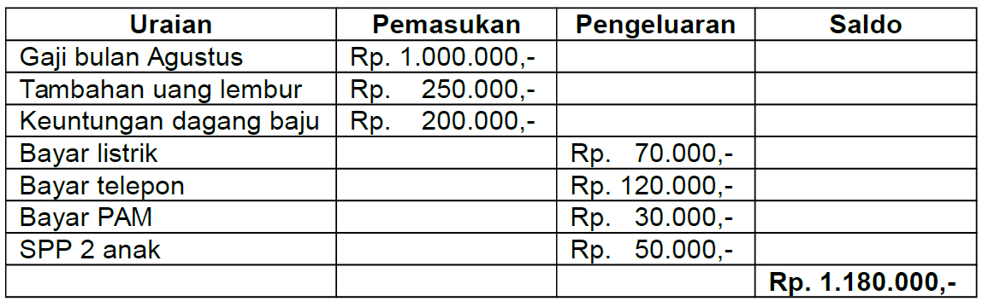 Uraian Pemasukan Pengeluaran Saldo
Gaji bulan Agustus Rp. 1.000.000,-
Tambahan uang lembur Rp. 250.000,-
Keuntungan dagang baju Rp. 200.000,-
Bayar listrik Rp. 70.000,-
Bayar telepon Rp. 120.000,-
Bayar PAM Rp. 30.000,-
SPP 2 anak Rp. 50.000,-
Rp. 1.180.000,-